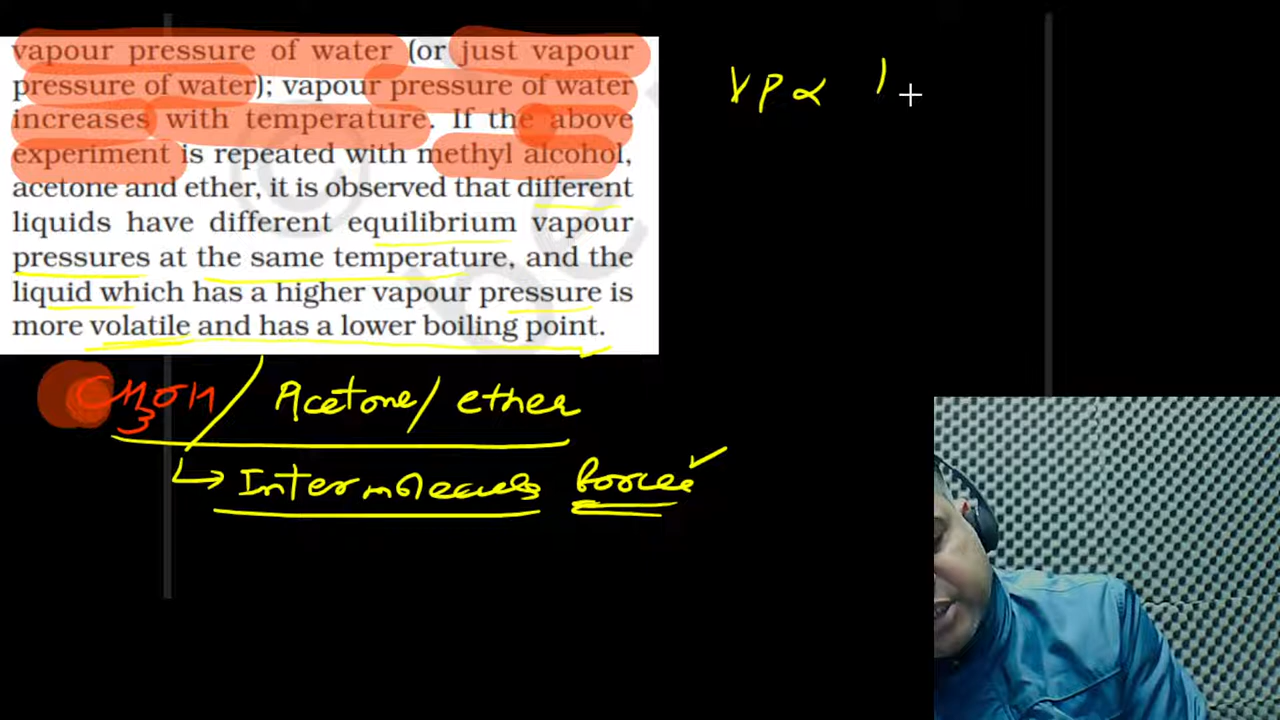 vapour pressure of water (or just vapour
pressure of water); vapour pressure of water
increases with temperature. If the above
experiment is repeated with methyl alcohol,
acetone and ether, it is observed that different
liquids have different equilibrium vapour
pressures at the same temperature, and the
liquid which has a higher vapour pressure is
more volatile and has a lower boiling point.
VP ∝ 1
CH3OH / Acetone / ether
↳ Intermolecular forces ✓